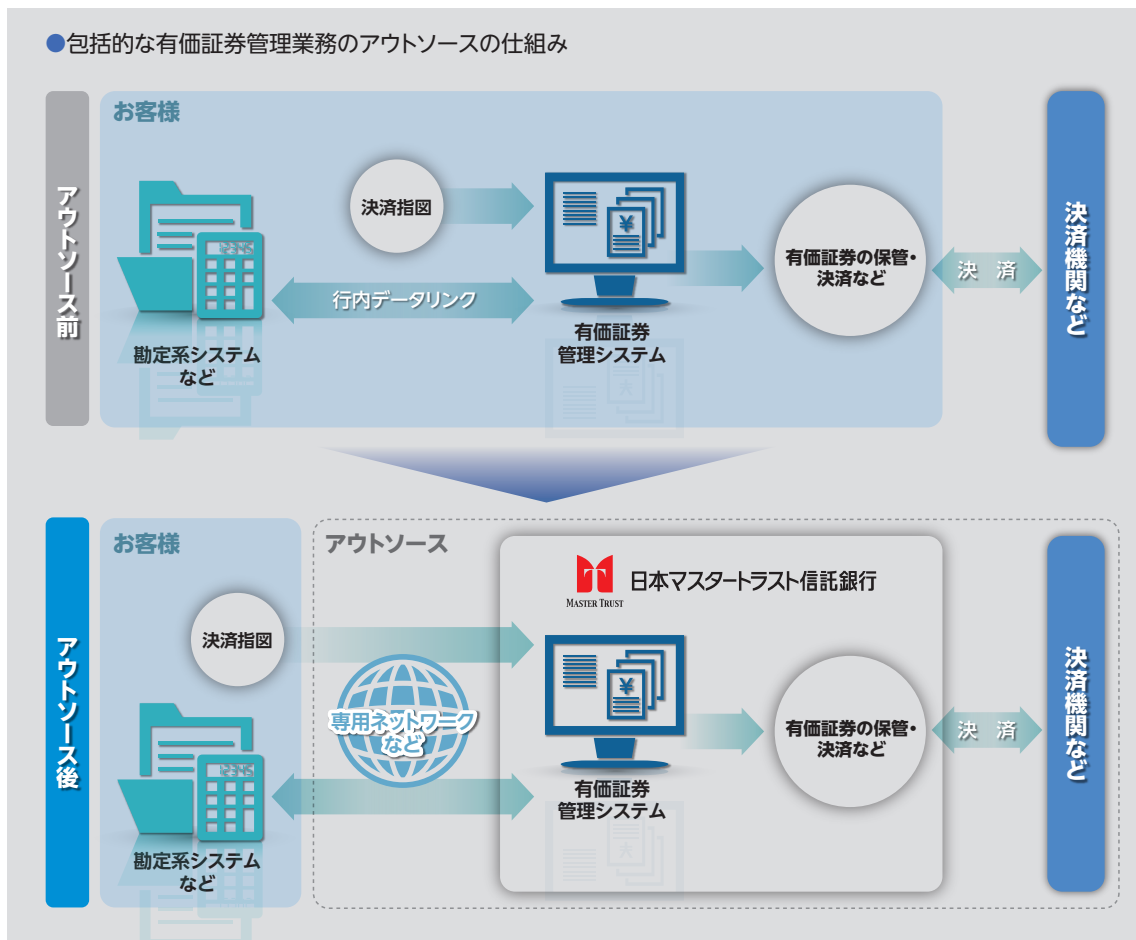 ●包括的な有価証券管理業務のアウトソースの仕組み
アウトソース前
お客様
決済指図
行内データリンク
12345
勘定系システム
など
¥
有価証券
管理システム
有価証券の保管・
決済など
決 済
決済機関など
アウトソース後
お客様
決済指図
12345
勘定系システム
など
アウトソース
専用ネットワーク
など
MASTER TRUST
日本マスタートラスト信託銀行
¥
有価証券
管理システム
有価証券の保管・
決済など
決 済
決済機関など